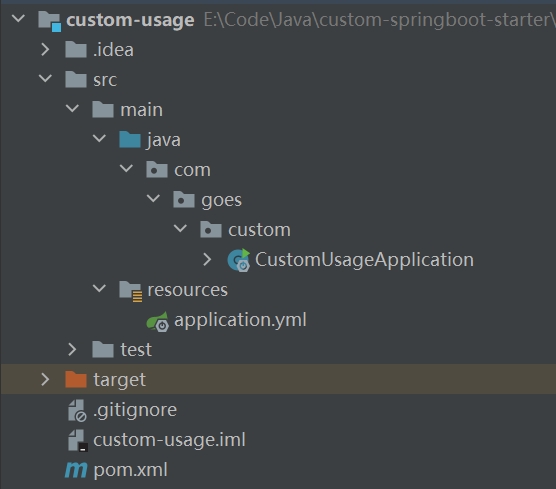 custom-usage E:\Code\Java\custom-springboot-starter\
.idea
src
main
java
com
goes
custom
CustomUsageApplication
resources
application.yml
test
target
.gitignore
custom-usage.iml
m pom.xml